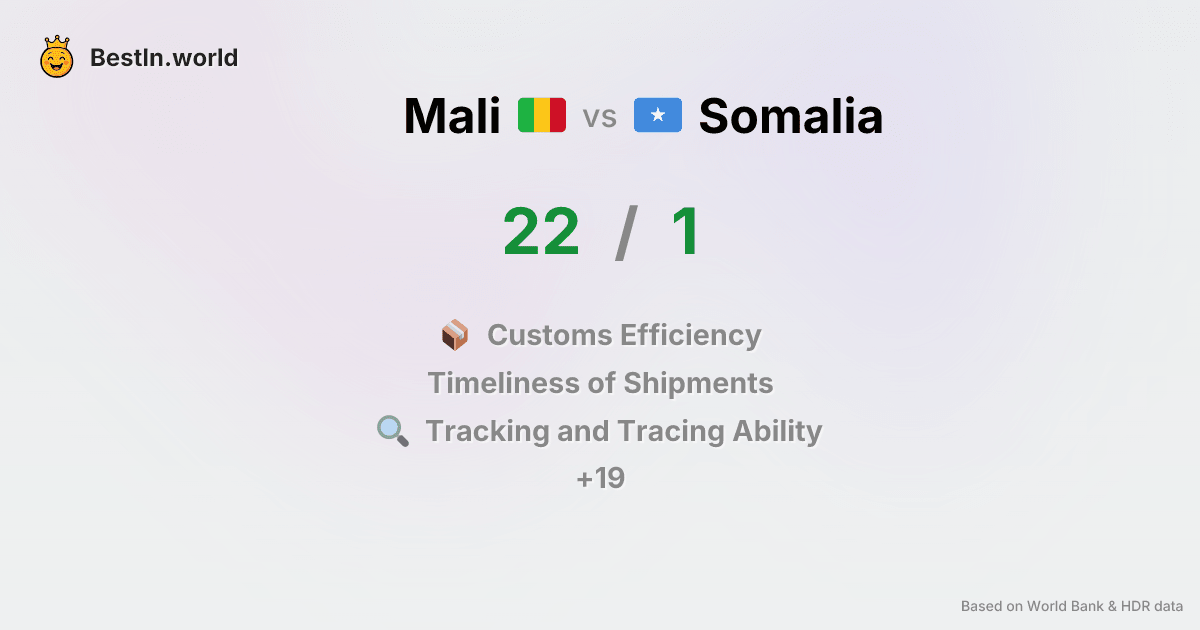 BestIn.world
Mali vs Somalia
22 / 1
Customs Efficiency
Timeliness of Shipments
Tracking and Tracing Ability
+19
Based on World Bank & HDR data